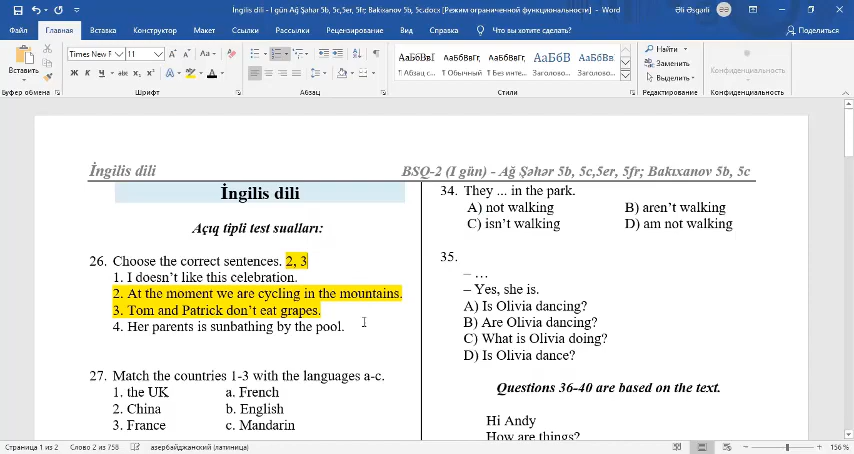 İngilis dili - I gün Ağ Şəhər 5b, 5c,5er, 5fr; Bakıxanov 5b, 5c.docx [Режим ограниченной функциональности] - Word
Əli Əsgərli
Файл Главная Вставка Конструктор Макет Ссылки Рассылки Рецензирование Вид Справка Что вы хотите сделать? Поделиться
Вставить
Times New F 11 A A Aa
Ж К Ч abc x₂ x² A A
АаБбВвІ АаБбВвГг, АаБбВвГг, АаБбВ АаБбВвГ
¶ Абзац с... ¶ Обычный ¶ Без инте... Заголово... Заголово...
Найти
Заменить
Выделить
Конфиденциальность
Буфер обмена Шрифт Абзац Стили Редактирование Конфиденциальность
İngilis dili BSQ-2 (I gün) - Ağ Şəhər 5b, 5c,5er, 5fr; Bakıxanov 5b, 5c
İngilis dili
Açıq tipli test sualları:
26. Choose the correct sentences. 2, 3
1. I doesn’t like this celebration.
2. At the moment we are cycling in the mountains.
3. Tom and Patrick don’t eat grapes.
4. Her parents is sunbathing by the pool.
27. Match the countries 1-3 with the languages a-c.
1. the UK a. French
2. China b. English
3. France c. Mandarin
34. They ... in the park.
A) not walking B) aren’t walking
C) isn’t walking D) am not walking
35.
– …
– Yes, she is.
A) Is Olivia dancing?
B) Are Olivia dancing?
C) What is Olivia doing?
D) Is Olivia dance?
Questions 36-40 are based on the text.
Hi Andy
How are things?
Страница 1 из 2 Слово 2 из 758 азербайджанский (латиница) 156 %